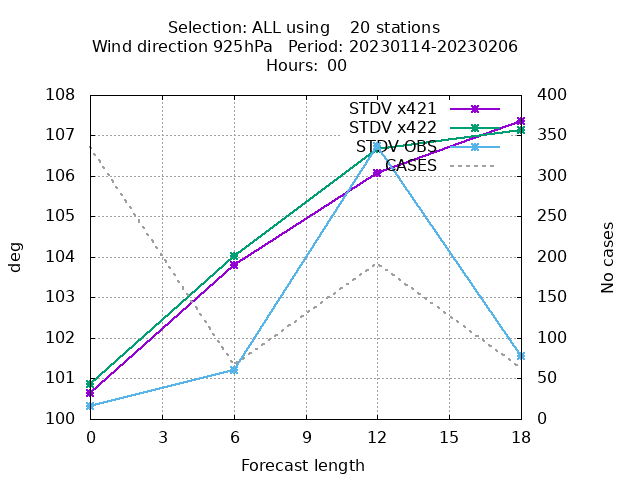 Selection: ALL using    20 stations
Wind direction 925hPa   Period: 20230114-20230206
Hours: 00
108
107
106
105
104
103
102
101
100
400
350
300
250
200
150
100
50
0
STDV x421
STDV x422
STDV OBS
CASES
deg
No cases
0 3 6 9 12 15 18
Forecast length